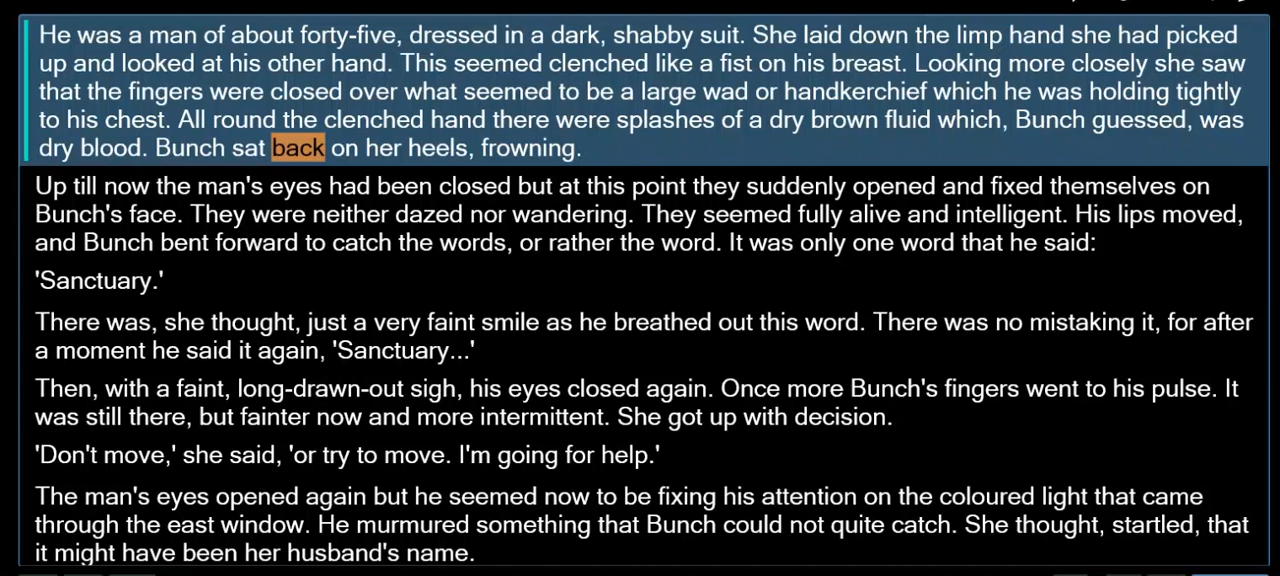 He was a man of about forty-five, dressed in a dark, shabby suit. She laid down the limp hand she had picked
up and looked at his other hand. This seemed clenched like a fist on his breast. Looking more closely she saw
that the fingers were closed over what seemed to be a large wad or handkerchief which he was holding tightly
to his chest. All round the clenched hand there were splashes of a dry brown fluid which, Bunch guessed, was
dry blood. Bunch sat back on her heels, frowning.
Up till now the man's eyes had been closed but at this point they suddenly opened and fixed themselves on
Bunch's face. They were neither dazed nor wandering. They seemed fully alive and intelligent. His lips moved,
and Bunch bent forward to catch the words, or rather the word. It was only one word that he said:
'Sanctuary.'
There was, she thought, just a very faint smile as he breathed out this word. There was no mistaking it, for after
a moment he said it again, 'Sanctuary...'
Then, with a faint, long-drawn-out sigh, his eyes closed again. Once more Bunch's fingers went to his pulse. It
was still there, but fainter now and more intermittent. She got up with decision.
'Don't move,' she said, 'or try to move. I'm going for help.'
The man's eyes opened again but he seemed now to be fixing his attention on the coloured light that came
through the east window. He murmured something that Bunch could not quite catch. She thought, startled, that
it might have been her husband's name.